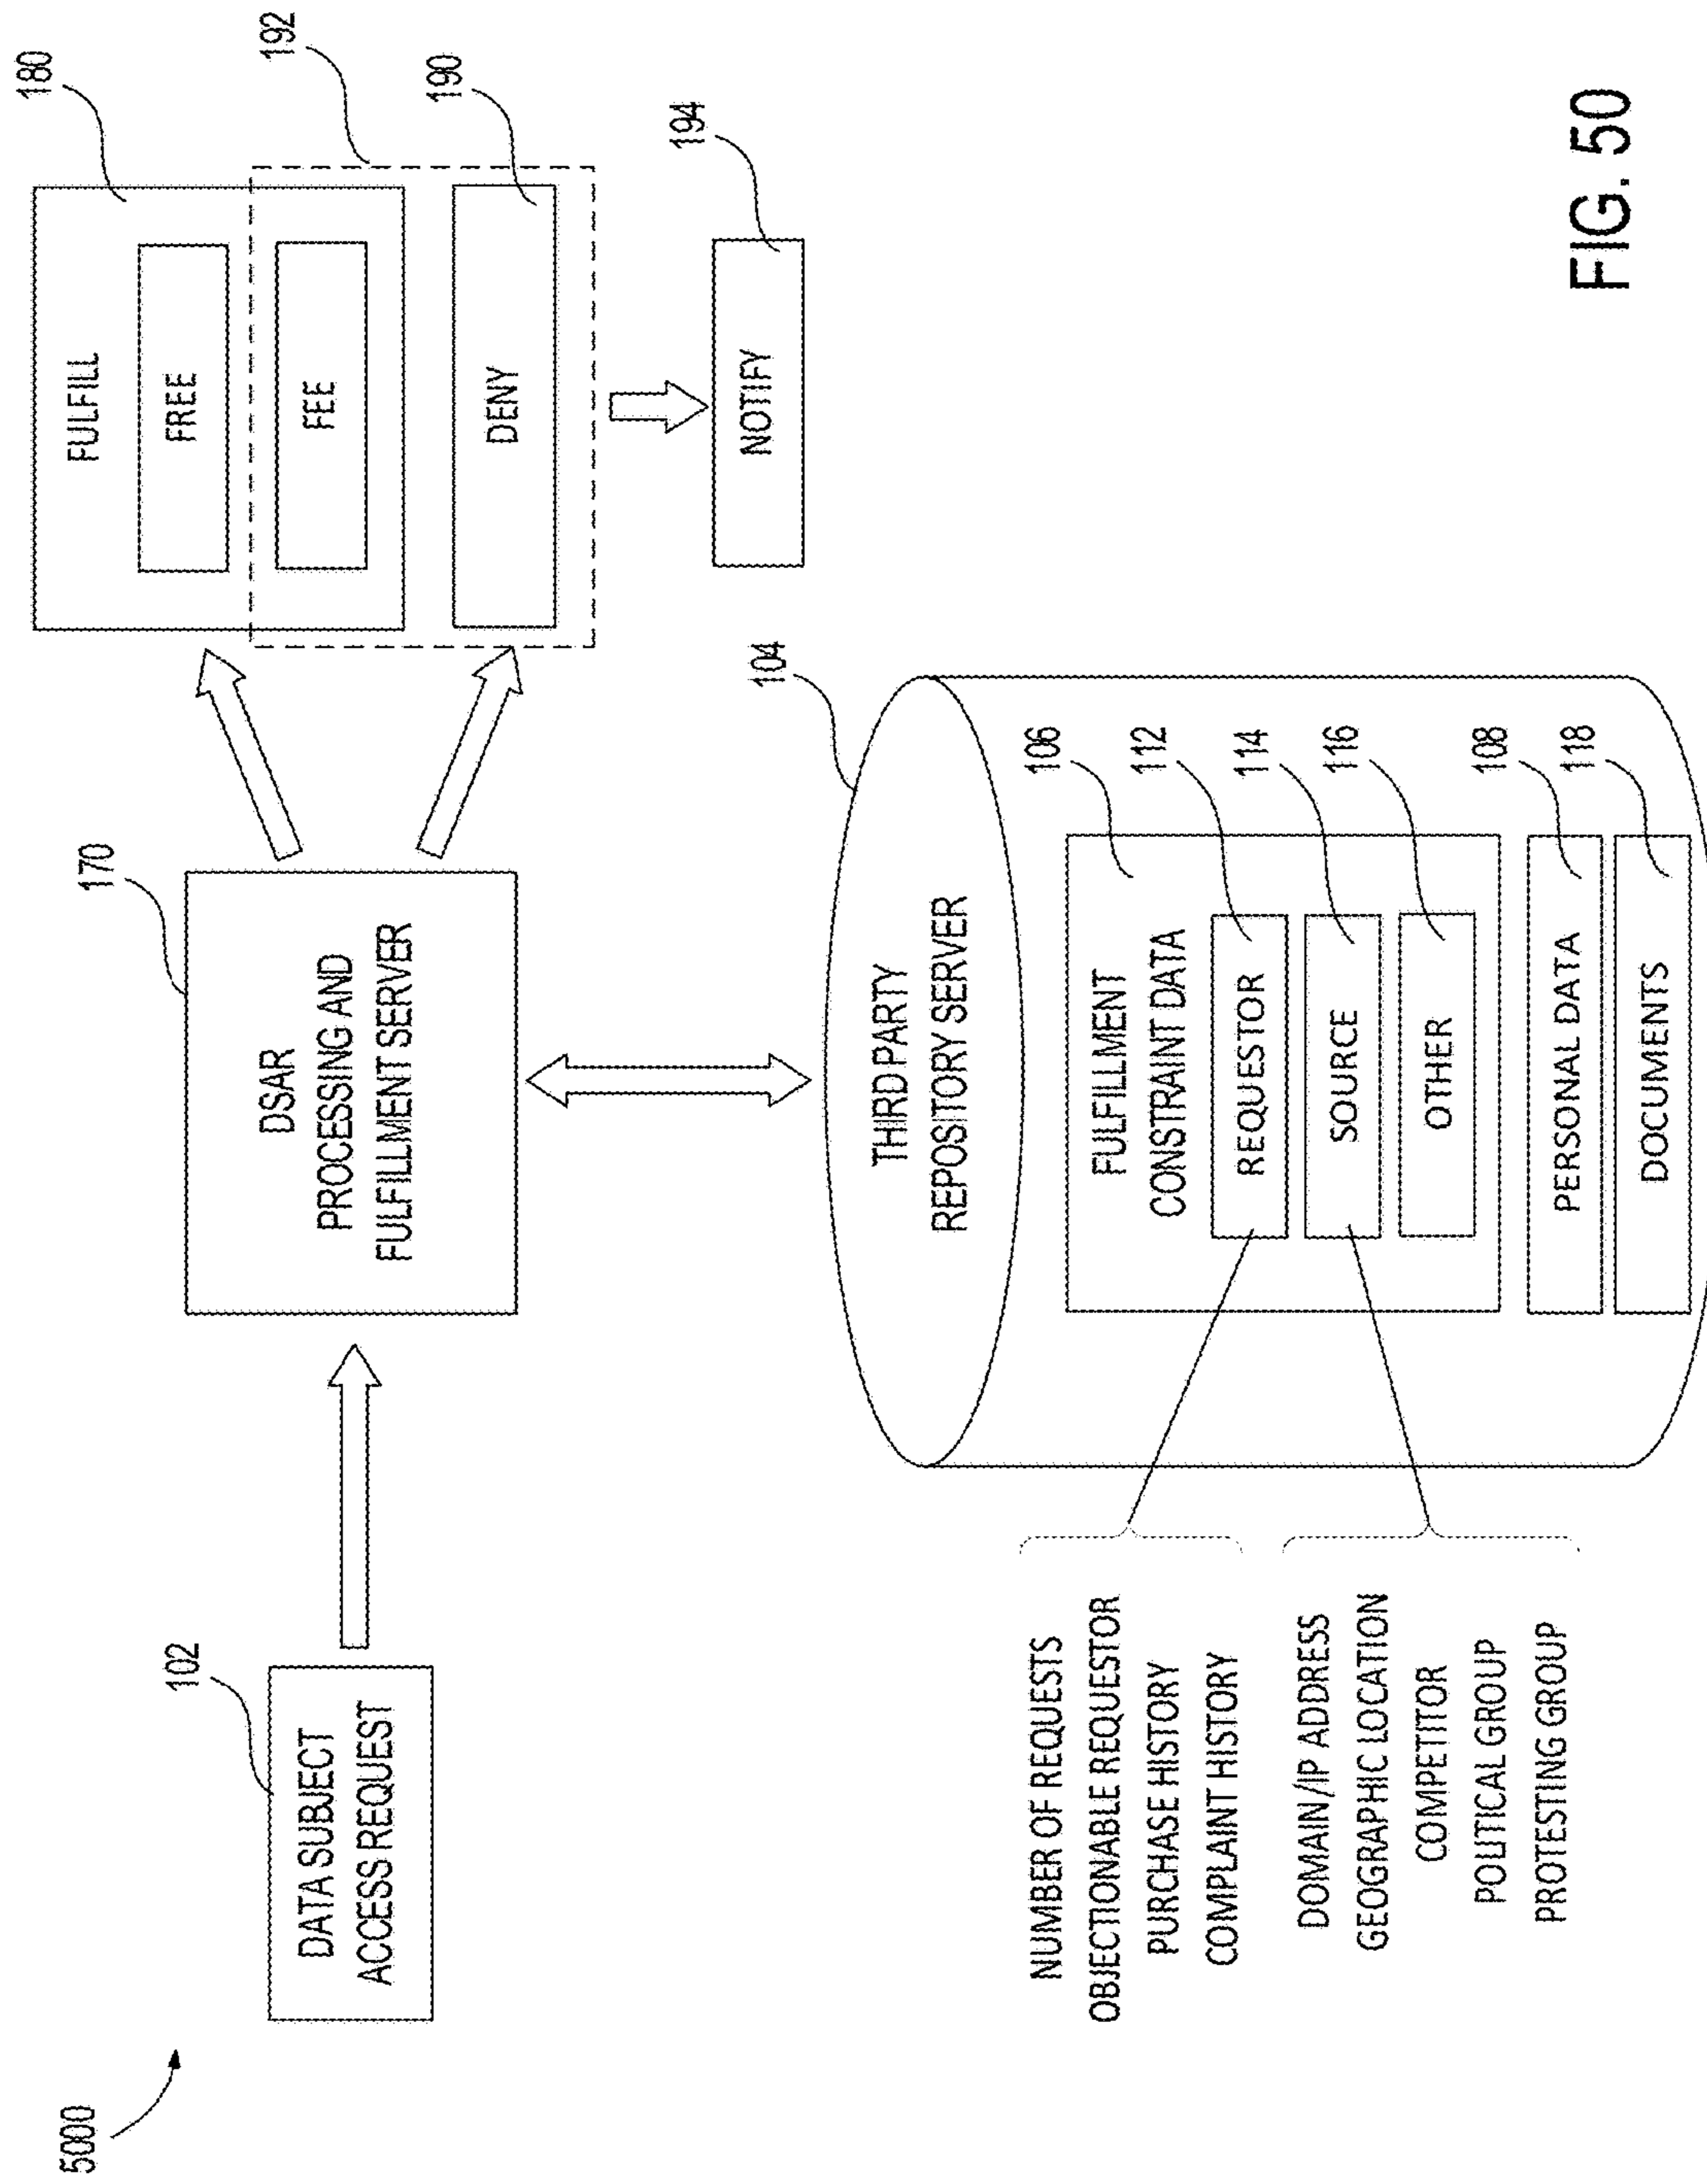 5000
102
DATA SUBJECT
ACCESS REQUEST
170
DSAR
PROCESSING AND
FULFILLMENT SERVER
180
FULFILL
FREE
FEE
192
DENY
190
NOTIFY
194
104
THIRD PARTY
REPOSITORY SERVER
FULFILLMENT
CONSTRAINT DATA
106
REQUESTOR
112
SOURCE
114
OTHER
116
PERSONAL DATA
108
DOCUMENTS
118
NUMBER OF REQUESTS
OBJECTIONABLE REQUESTOR
PURCHASE HISTORY
COMPLAINT HISTORY
DOMAIN/IP ADDRESS
GEOGRAPHIC LOCATION
COMPETITOR
POLITICAL GROUP
PROTESTING GROUP
FIG. 50